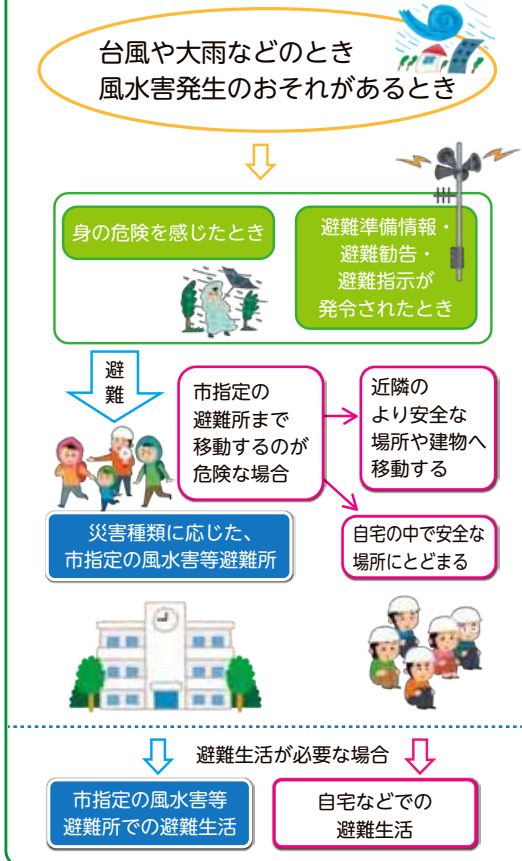 台風や大雨などのとき
風水害発生のおそれがあるとき
身の危険を感じたとき
避難準備情報・
避難勧告・
避難指示が
発令されたとき
避
難
市指定の
避難所まで
移動するのが
危険な場合
近隣の
より安全な
場所や建物へ
移動する
災害種類に応じた、
市指定の風水害等避難所
自宅の中で安全な
場所にとどまる
避難生活が必要な場合
市指定の風水害等
避難所での避難生活
自宅などでの
避難生活